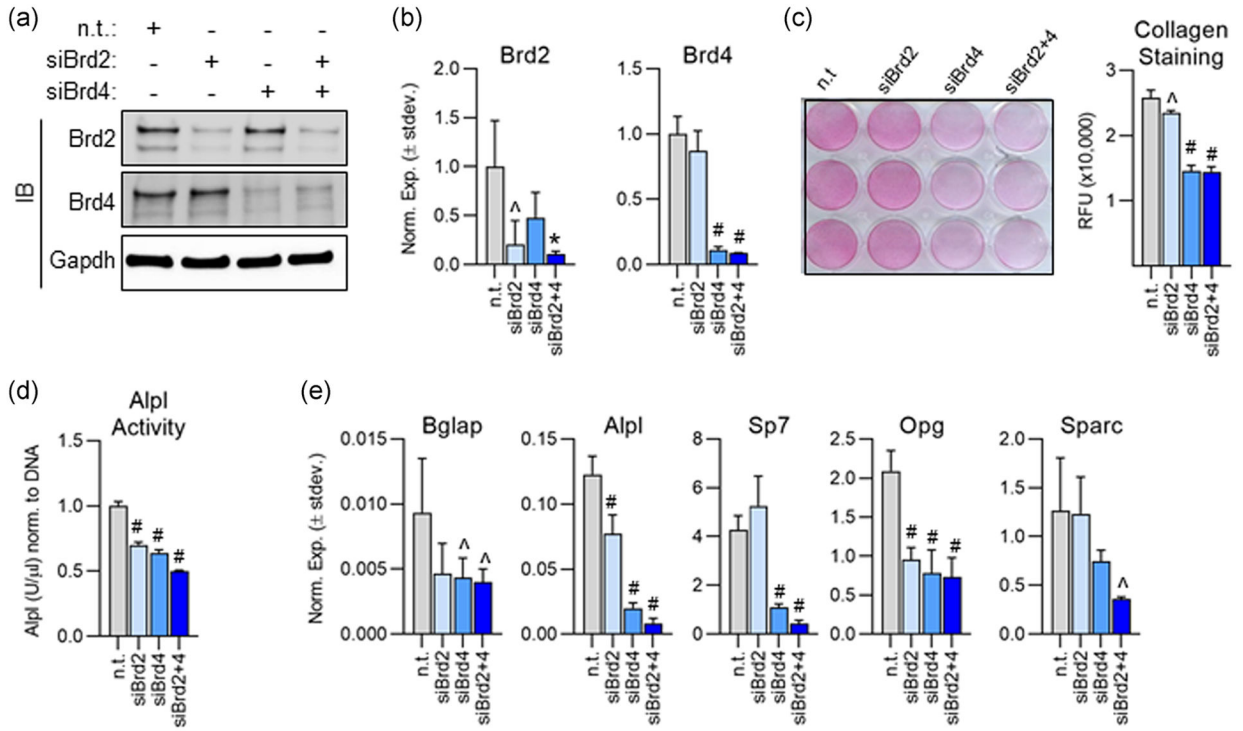 (a)
n.t.: + - - -
siBrd2: - + - +
siBrd4: - - + +
IB
Brd2
Brd4
Gapdh
(b)
Brd2
Norm. Exp. (± stdev.)
2.0
1.5
1.0
0.5
0.0
^
*
n.t.
siBrd2
siBrd4
siBrd2+4
Brd4
1.5
1.0
0.5
0.0
# #
n.t.
siBrd2
siBrd4
siBrd2+4
(c)
n.t
siBrd2
siBrd4
siBrd2+4
Collagen
Staining
RFU (x10,000)
3
2
1
^
# #
n.t.
siBrd2
siBrd4
siBrd2+4
(d)
Alpl
Activity
Alpl (U/µl) norm. to DNA
1.5
1.0
0.5
0.0
# # #
n.t.
siBrd2
siBrd4
siBrd2+4
(e)
Norm. Exp. (± stdev.)
Bglap
0.015
0.010
0.005
0.000
^ ^
n.t.
siBrd2
siBrd4
siBrd2+4
Alpl
0.15
0.10
0.05
0.00
# # #
n.t.
siBrd2
siBrd4
siBrd2+4
Sp7
8
6
4
2
0
# #
n.t.
siBrd2
siBrd4
siBrd2+4
Opg
2.5
2.0
1.5
1.0
0.5
0.0
# # #
n.t.
siBrd2
siBrd4
siBrd2+4
Sparc
2.0
1.5
1.0
0.5
0.0
^
n.t.
siBrd2
siBrd4
siBrd2+4